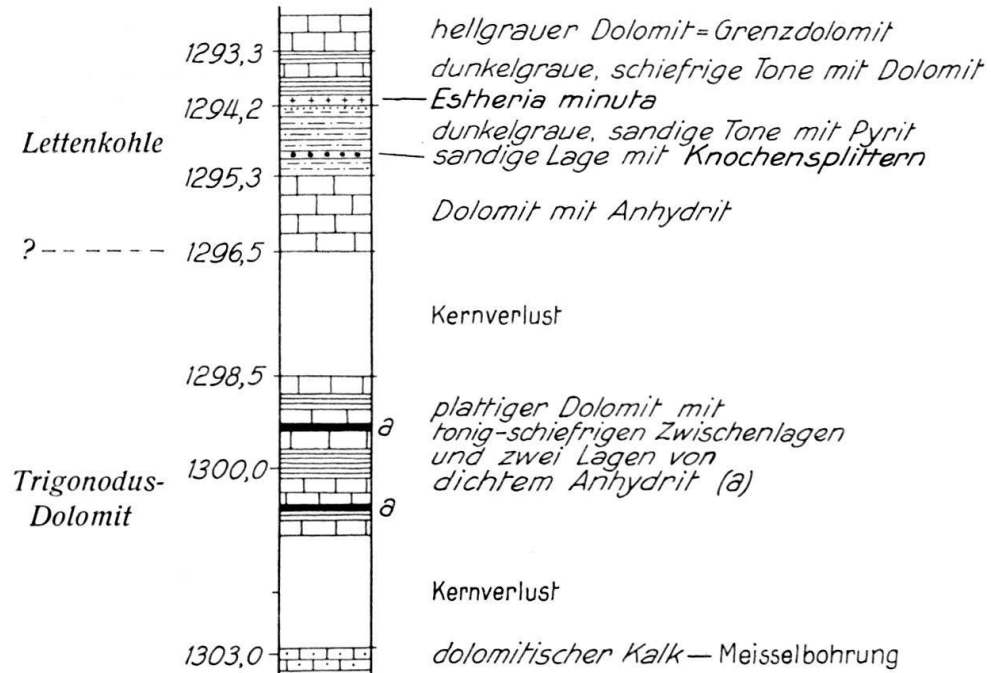 hellgrauer Dolomit = Grenzdolomit
1293,3
dunkelgraue, schiefrige Tone mit Dolomit
Estheria minuta
1294,2
dunkelgraue, sandige Tone mit Pyrit
Lettenkohle
sandige Lage mit Knochensplittern
1295,3
Dolomit mit Anhydrit
?
1296,5
Kernverlust
1298,5
plattiger Dolomit mit
a
tonig-schiefrigen Zwischenlagen
und zwei Lagen von
1300,0
dichtem Anhydrit (a)
Trigonodus-
Dolomit
a
Kernverlust
1303,0
dolomitischer Kalk — Meisselbohrung